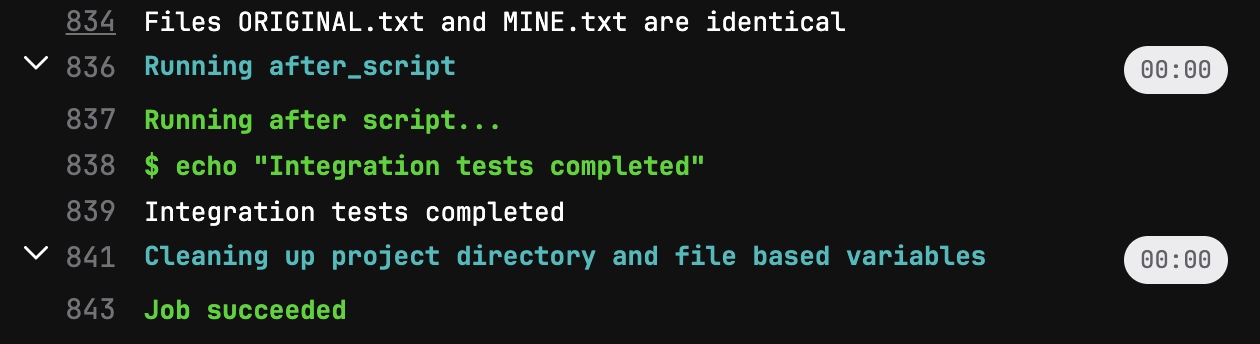 834 Files ORIGINAL.txt and MINE.txt are identical
836 Running after_script 00:00
837 Running after script...
838 $ echo "Integration tests completed"
839 Integration tests completed
841 Cleaning up project directory and file based variables 00:00
843 Job succeeded